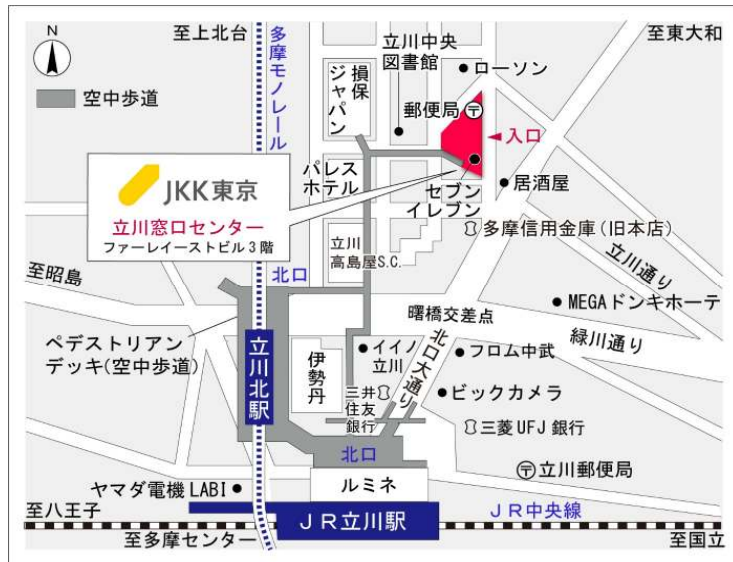 N
空中歩道
至上北台
多摩モノレール
損保
ジャパン
立川中央
図書館
ローソン
至東大和
郵便局〒
入口
JKK東京
立川窓口センター
ファーレイーストビル3階
パレス
ホテル
セブン
イレブン
居酒屋
多摩信用金庫(旧本店)
立川
高島屋S.C.
立川通り
至昭島
北口
MEGAドンキホーテ
曙橋交差点
緑川通り
ペデストリアン
デッキ(空中歩道)
立川北駅
伊勢丹
イイノ
立川
北口大通り
フロム中武
三井
住友
銀行
ビックカメラ
三菱UFJ銀行
北口
〒立川郵便局
ヤマダ電機LABI
ルミネ
至八王子
JR立川駅
JR中央線
至多摩センター
至国立